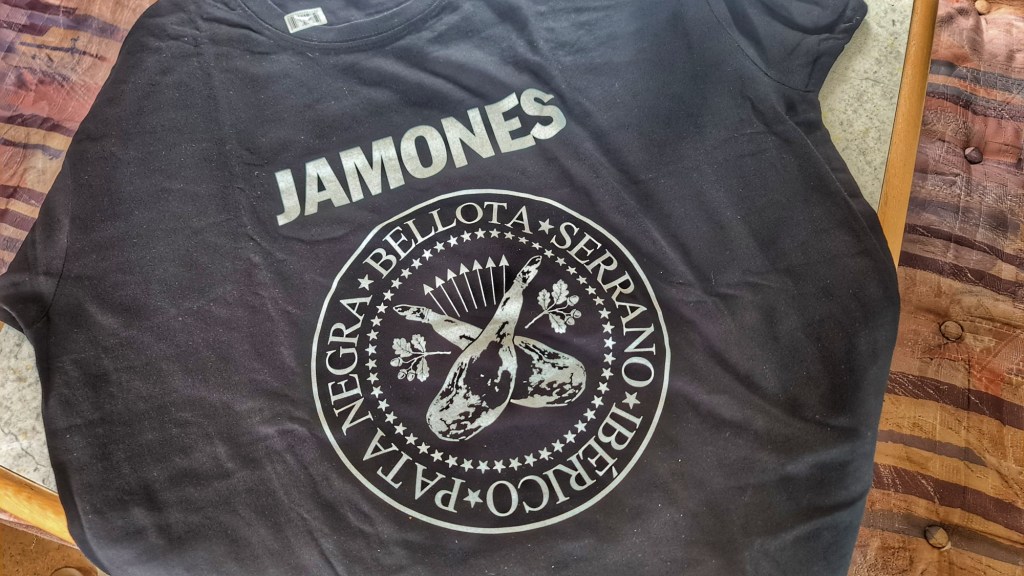 JAMONES
PATA NEGRA ★ BELLOTA ★ SERRANO ★ IBÉRICO ★